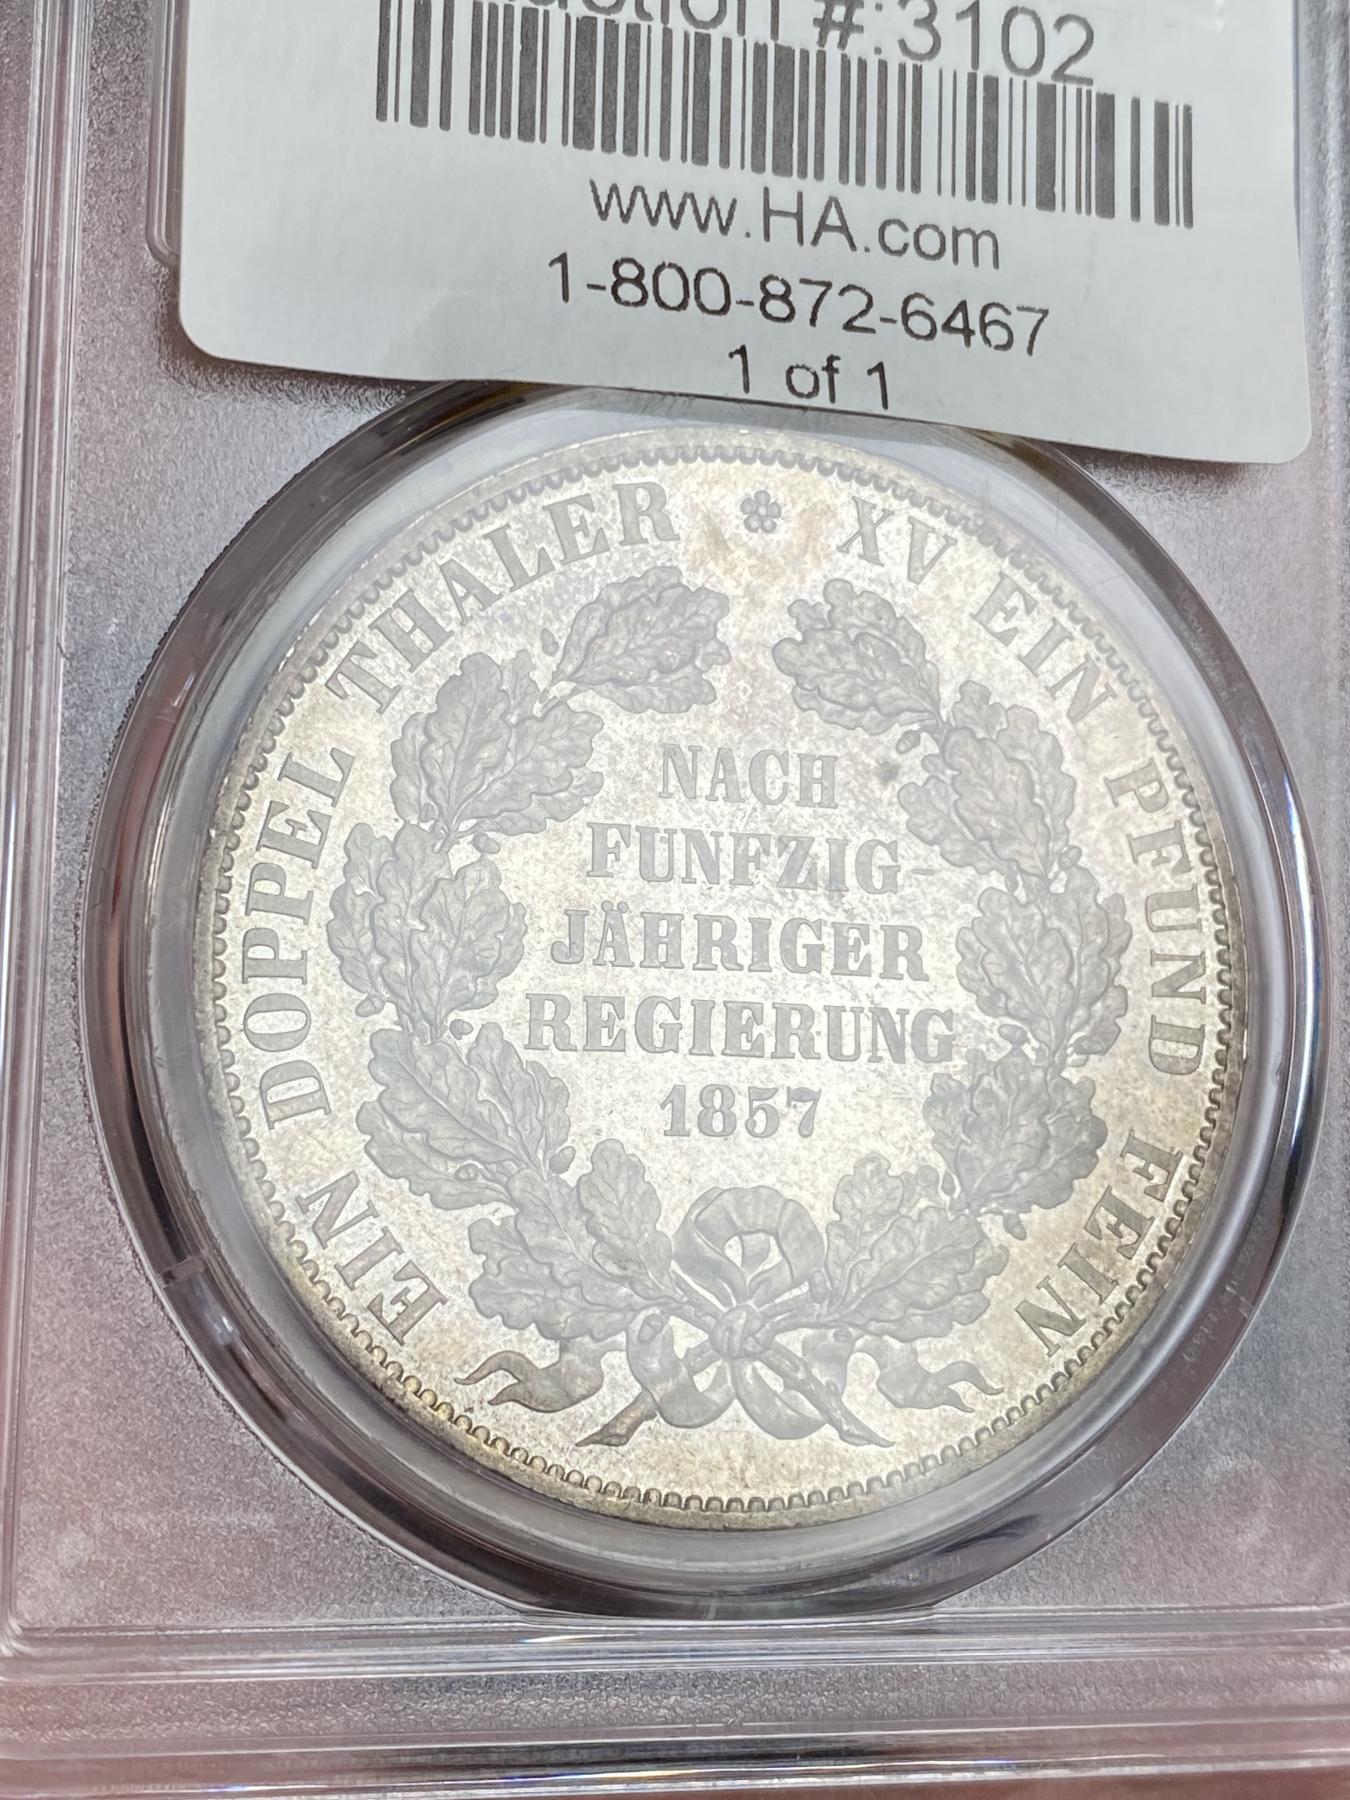 #:3102
www.HA.com
1-800-872-6467
1 of 1
EIN DOPPEL THALER XV EIN PFUND FEIN
NACH
FUNFZIG-
JÄHRIGER
REGIERUNG
1857